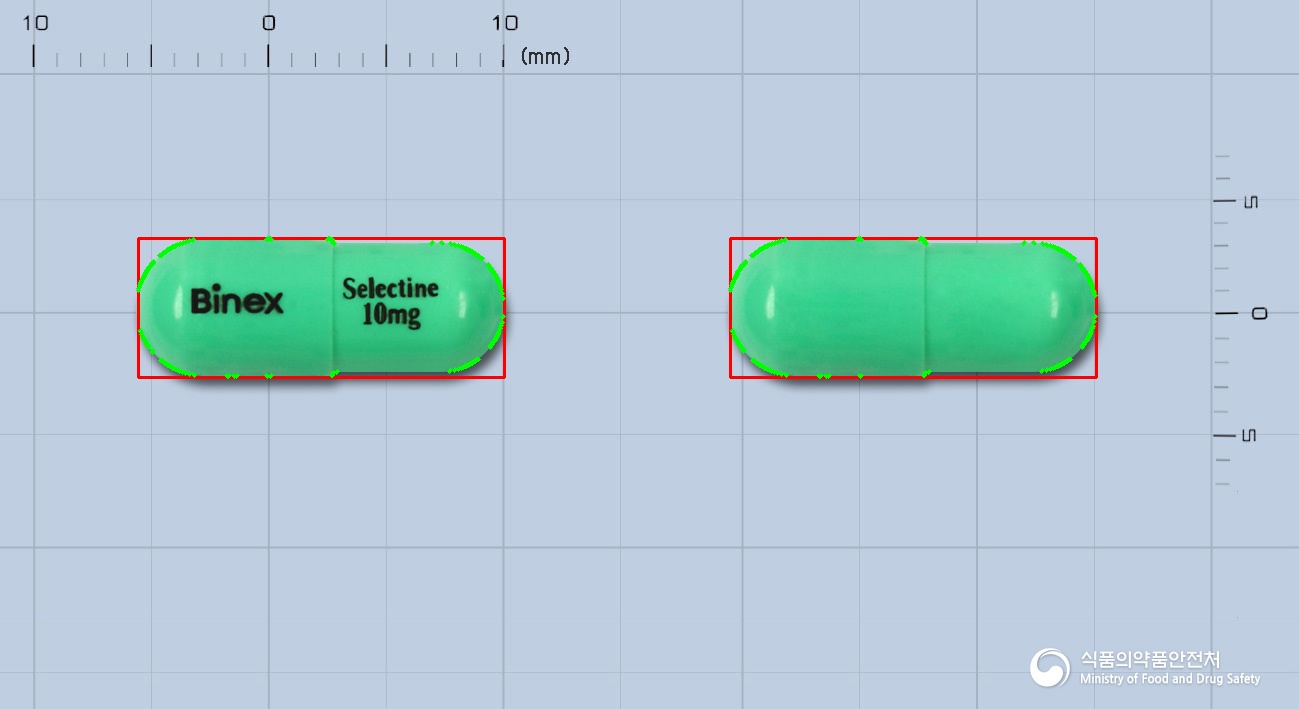 10 0 10
(mm)
5
0
5
Binex
Selectine
10mg
식품의약품안전처
Ministry of Food and Drug Safety